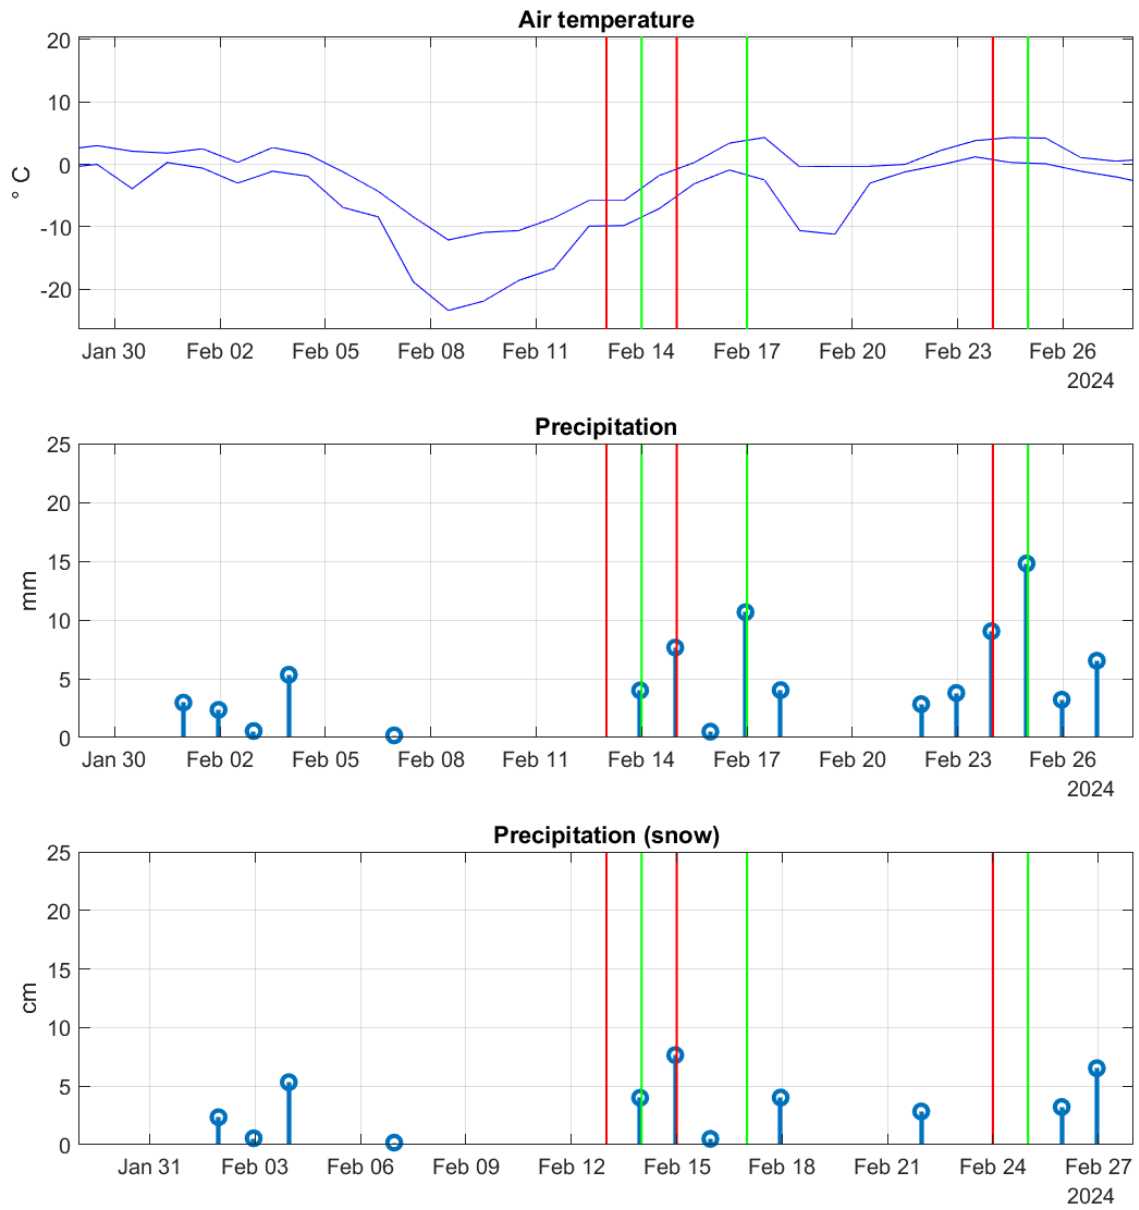 Air temperature
20
10
0
-10
-20
° C
Jan 30 Feb 02 Feb 05 Feb 08 Feb 11 Feb 14 Feb 17 Feb 20 Feb 23 Feb 26
2024
Precipitation
25
20
15
10
5
0
mm
Jan 30 Feb 02 Feb 05 Feb 08 Feb 11 Feb 14 Feb 17 Feb 20 Feb 23 Feb 26
2024
Precipitation (snow)
25
20
15
10
5
0
cm
Jan 31 Feb 03 Feb 06 Feb 09 Feb 12 Feb 15 Feb 18 Feb 21 Feb 24 Feb 27
2024